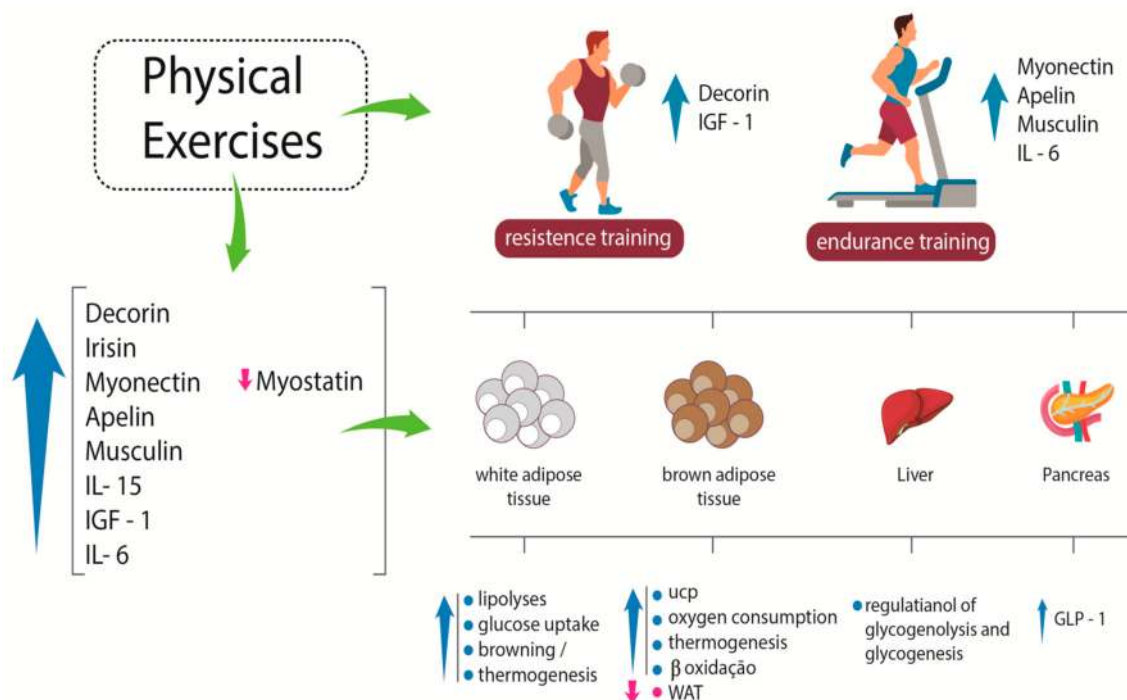 Physical
Exercises
Decorin
IGF - 1
resistence training
Myonectin
Apelin
Musculin
IL - 6
endurance training
Decorin
Irisin
Myonectin
Apelin
Musculin
IL- 15
IGF - 1
IL- 6
Myostatin
white adipose
tissue
brown adipose
tissue
Liver
Pancreas
lipolyses
glucose uptake
browning /
thermogenesis
ucp
oxygen consumption
thermogenesis
β oxidação
WAT
regulatianol of
glycogenolysis and
glycogenesis
GLP - 1